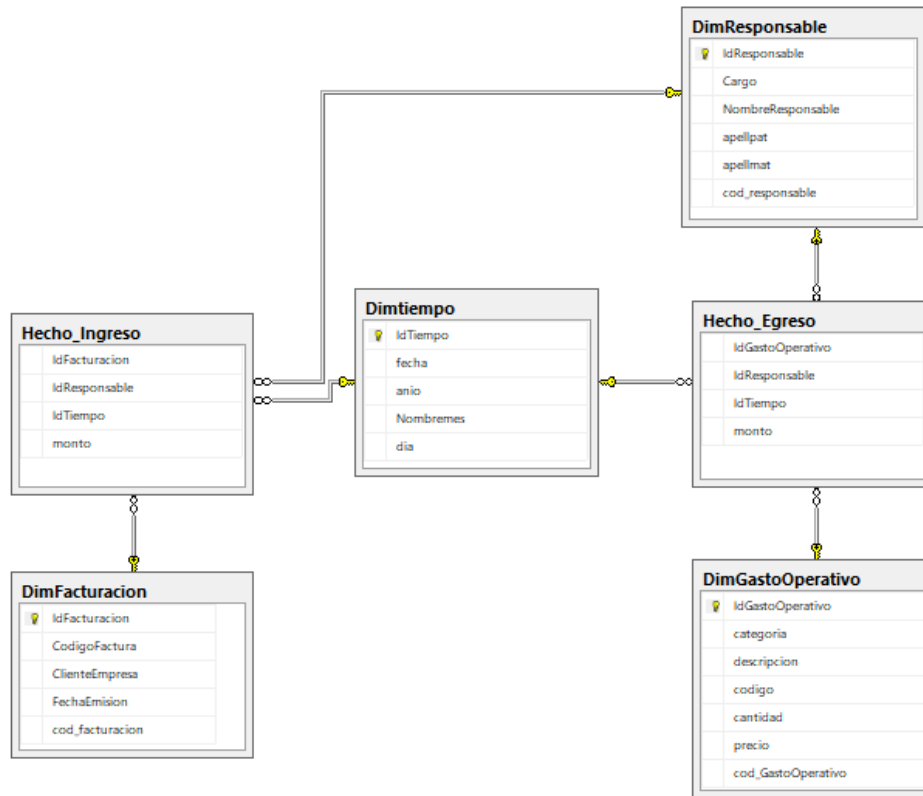 DimResponsable
IdResponsable
Cargo
NombreResponsable
apellpat
apellmat
cod_responsable
Hecho_Ingreso
IdFacturacion
IdResponsable
IdTiempo
monto
Dimtiempo
IdTiempo
fecha
anio
Nombremes
dia
Hecho_Egreso
IdGastoOperativo
IdResponsable
IdTiempo
monto
DimFacturacion
IdFacturacion
CodigoFactura
ClienteEmpresa
FechaEmision
cod_facturacion
DimGastoOperativo
IdGastoOperativo
categoria
descripcion
codigo
cantidad
precio
cod_GastoOperativo